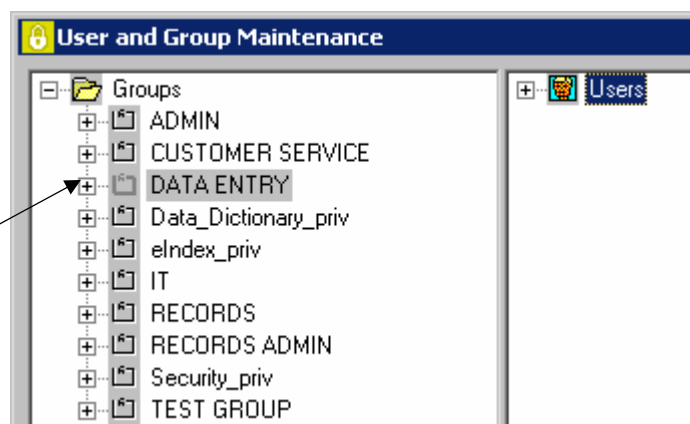 User and Group Maintenance
Groups
ADMIN
CUSTOMER SERVICE
DATA ENTRY
Data_Dictionary_priv
eIndex_priv
IT
RECORDS
RECORDS ADMIN
Security_priv
TEST GROUP
Users